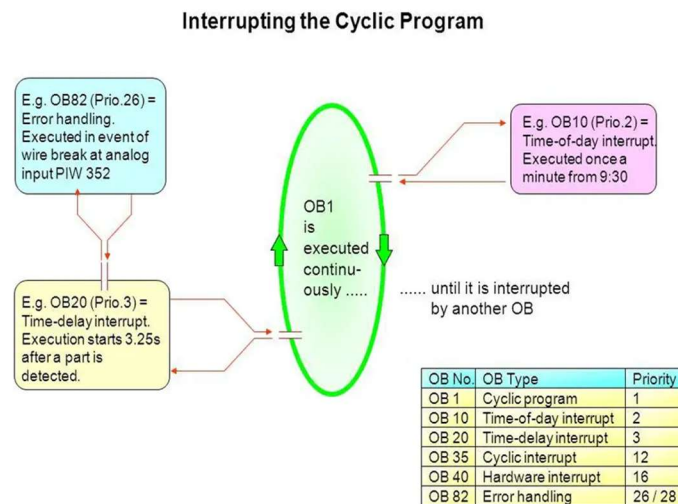 Interrupting the Cyclic Program
E.g. OB82 (Prio.26) =
Error handling.
Executed in event of
wire break at analog
input PIW 352
E.g. OB10 (Prio.2) =
Time-of-day interrupt.
Executed once a
minute from 9:30
OB1
is
executed
continu-
ously .....
...... until it is interrupted
by another OB
E.g. OB20 (Prio.3) =
Time-delay interrupt.
Execution starts 3.25s
after a part is
detected.
OB No. OB Type Priority
OB 1 Cyclic program 1
OB 10 Time-of-day interrupt 2
OB 20 Time-delay interrupt 3
OB 35 Cyclic interrupt 12
OB 40 Hardware interrupt 16
OB 82 Error handling 26 / 28